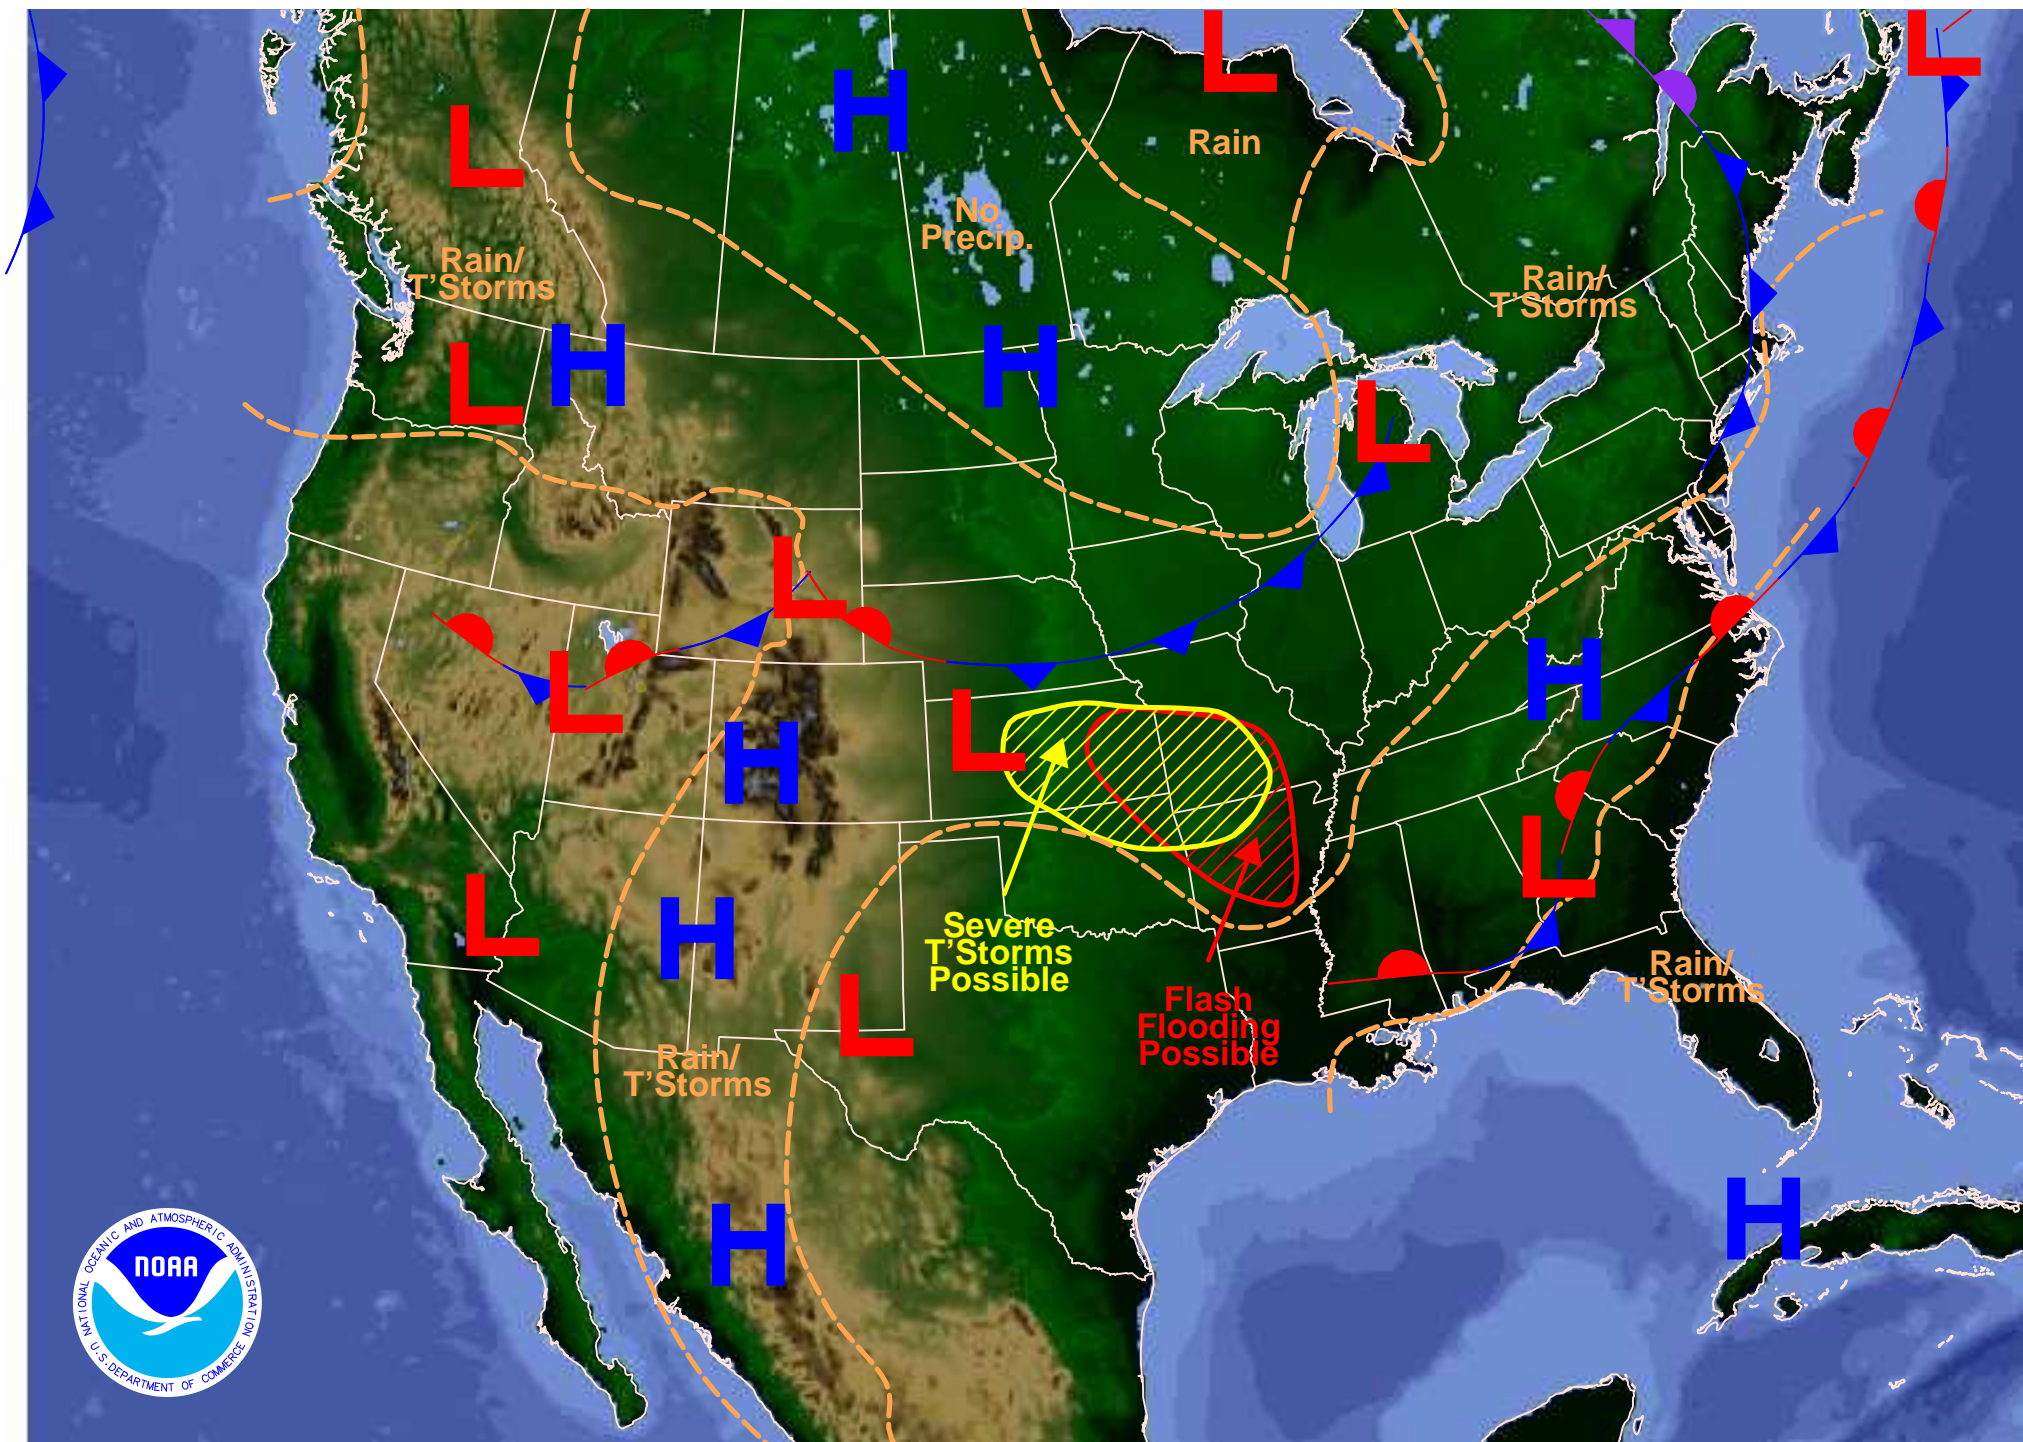 L
L
H
L
Rain
No
Precip.
Rain/
T’Storms
Rain/
T’Storms
H
L
H
L
L
H
L
H
L
Severe
T’Storms
Possible
L
H
L
H
L
Flash
Flooding
Possible
Rain/
T’Storms
Rain/
T’Storms
H
H
NATIONAL OCEANIC AND ATMOSPHERIC ADMINISTRATION
NOAA
U.S. DEPARTMENT OF COMMERCE